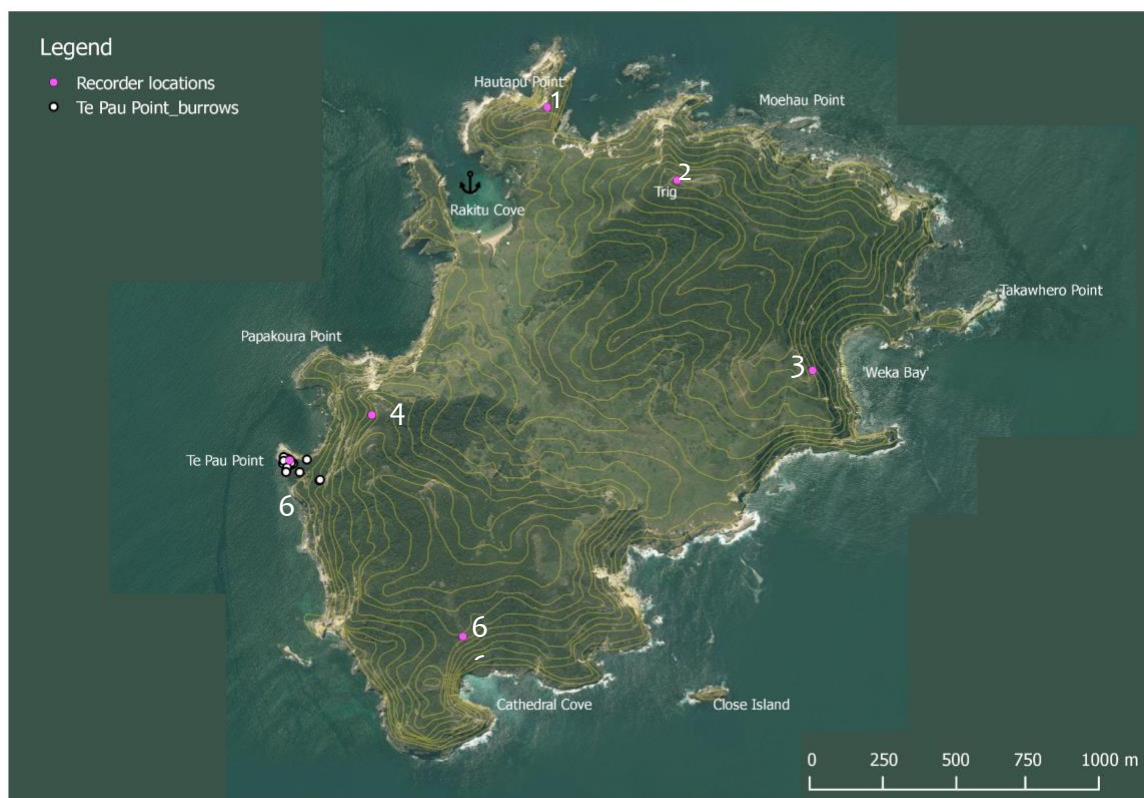 Legend
Recorder locations
Te Pau Point_burrows
Hautapu Point
1
Moehau Point
2
Trig
Rakitu Cove
Takawhero Point
Papakoura Point
3
'Weka Bay'
4
Te Pau Point
6
6
Cathedral Cove
Close Island
0 250 500 750 1000 m